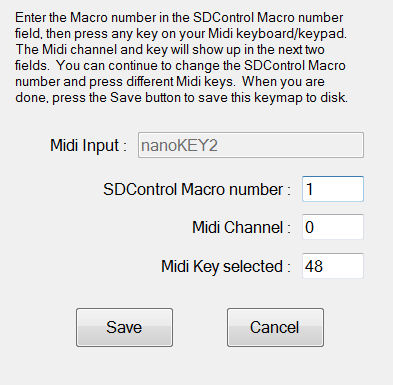 Enter the Macro number in the SDControl Macro number
field, then press any key on your Midi keyboard/keypad.
The Midi channel and key will show up in the next two
fields.  You can continue to change the SDControl Macro
number and press different Midi keys.  When you are
done, press the Save button to save this keymap to disk.
Midi Input : nanoKEY2
SDControl Macro number : 1
Midi Channel : 0
Midi Key selected : 48
Save Cancel